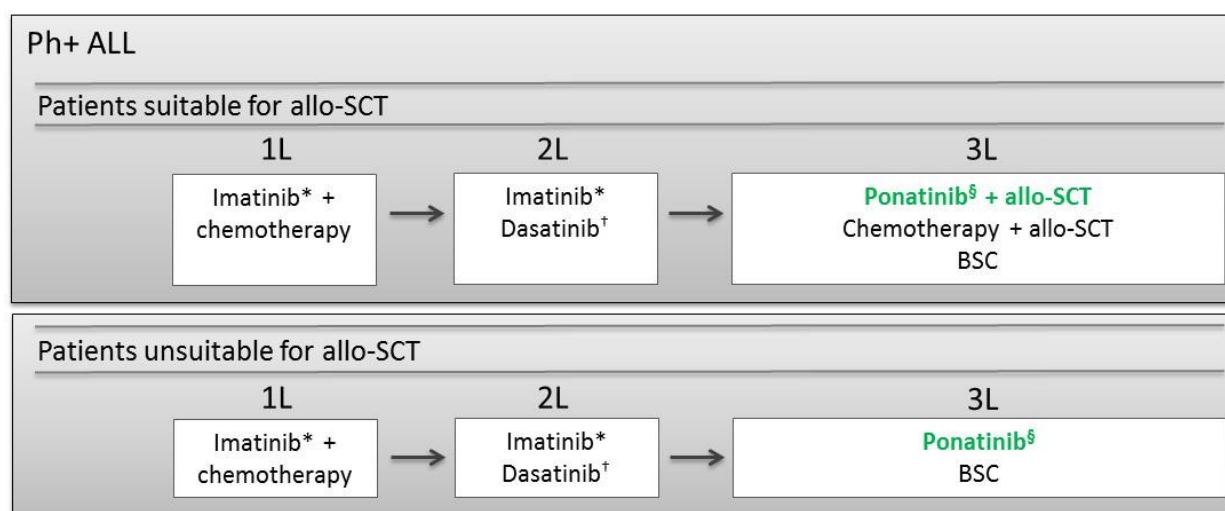 Ph+ ALL
Patients suitable for allo-SCT
1L
2L
3L
Imatinib* +
chemotherapy
Imatinib*
Dasatinib†
Ponatinib§ + allo-SCT
Chemotherapy + allo-SCT
BSC
Patients unsuitable for allo-SCT
1L
2L
3L
Imatinib* +
chemotherapy
Imatinib*
Dasatinib†
Ponatinib§
BSC